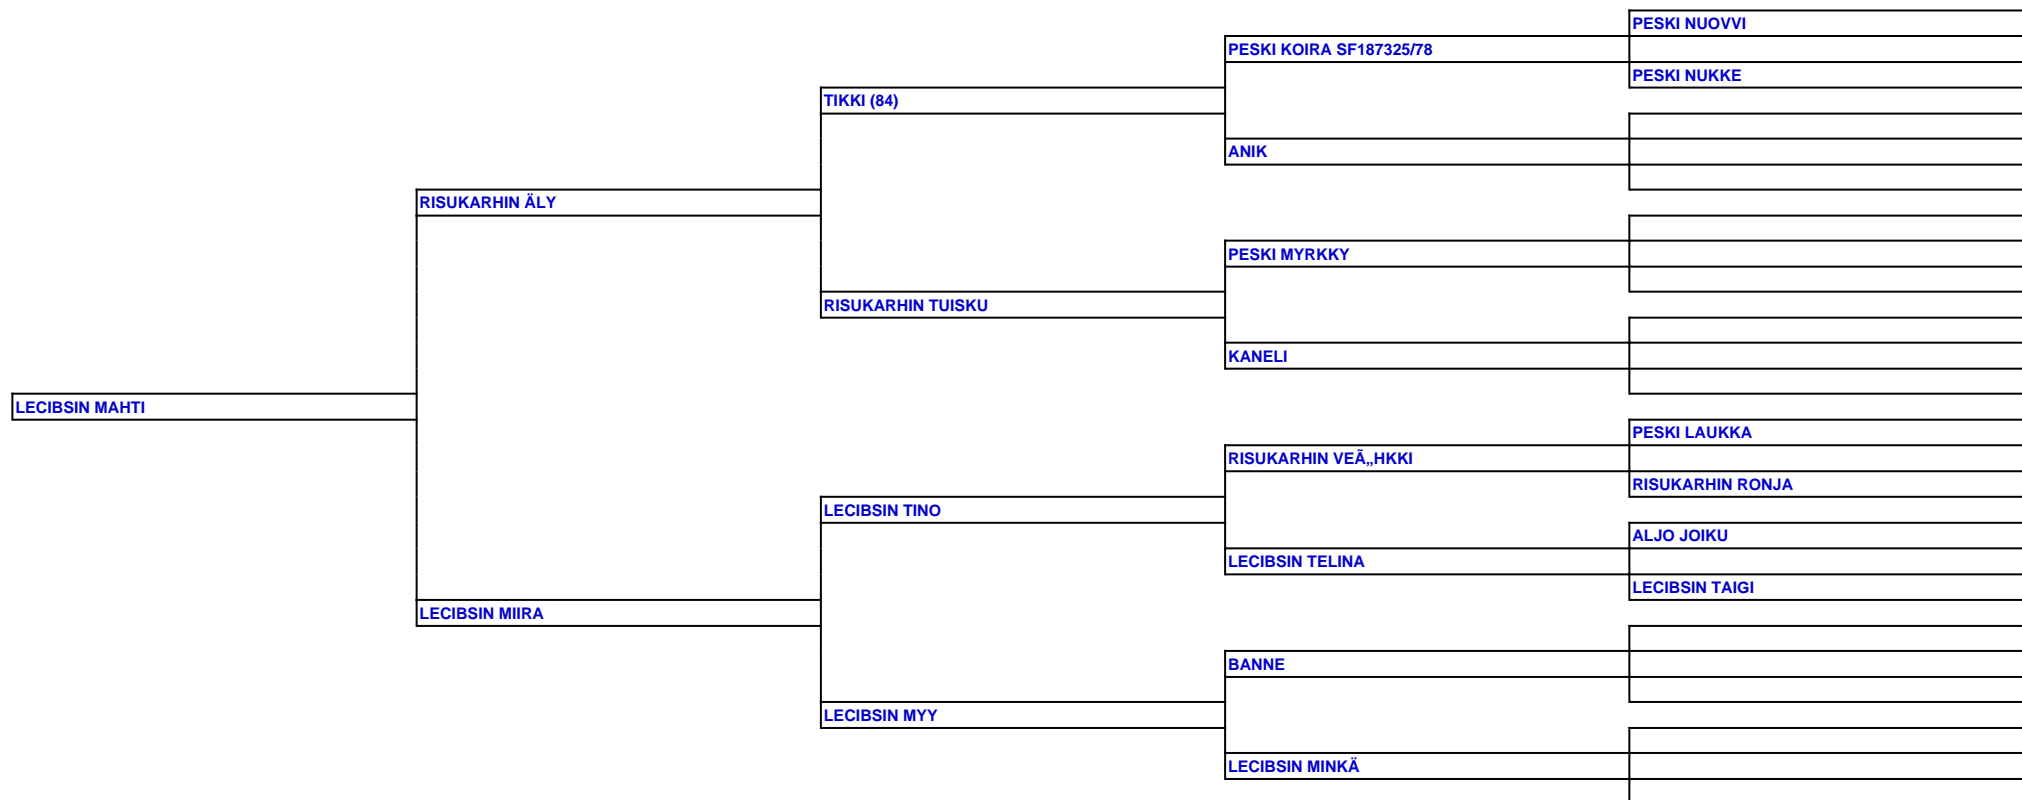 PESKI NUOVVI
PESKI KOIRA SF187325/78
PESKI NUKKE
TIKKI (84)
ANIK
RISUKARHIN ÄLY
PESKI MYRKKY
RISUKARHIN TUISKU
KANELI
LECIBSIN MAHTI
PESKI LAUKKA
RISUKARHIN VEÃ„HKKI
RISUKARHIN RONJA
LECIBSIN TINO
ALJO JOIKU
LECIBSIN TELINA
LECIBSIN TAIGI
LECIBSIN MIIRA
BANNE
LECIBSIN MYY
LECIBSIN MINKÄ